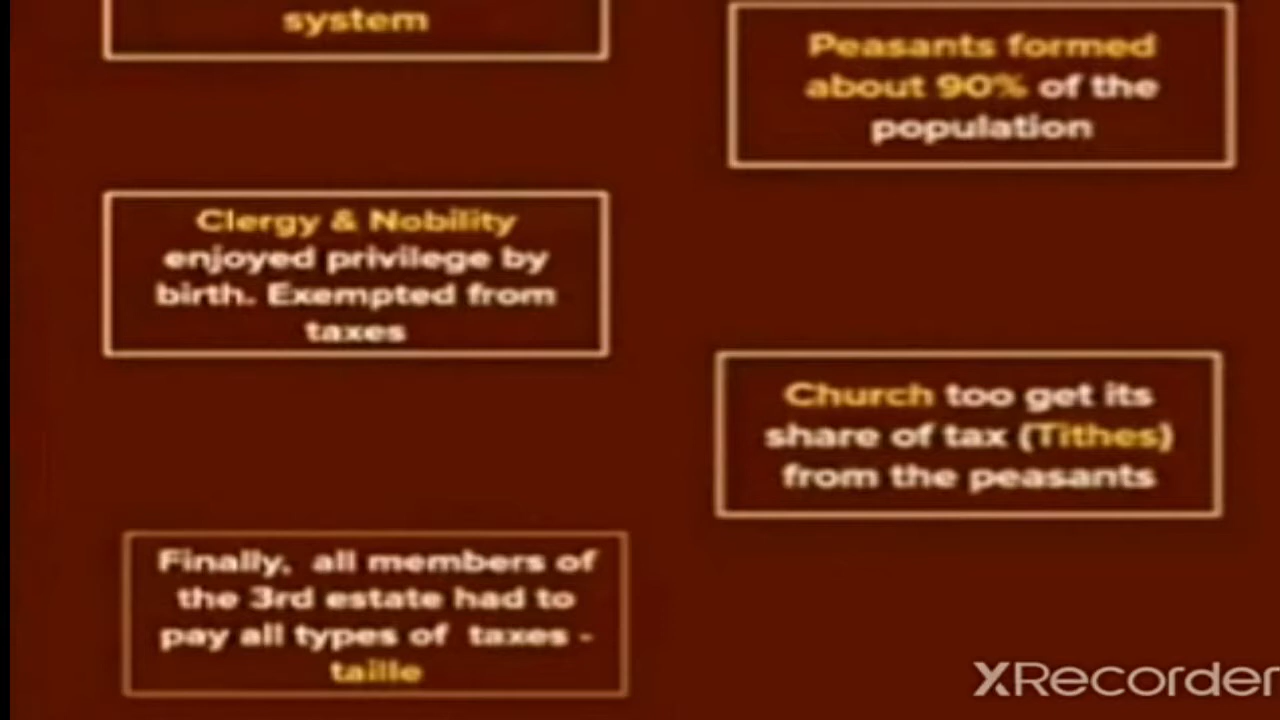 system
Peasants formed
about 90% of the
population
Clergy & Nobility
enjoyed privilege by
birth. Exempted from
taxes
Church too get its
share of tax (Tithes)
from the peasants
Finally, all members of
the 3rd estate had to
pay all types of taxes -
taille
XRecorder